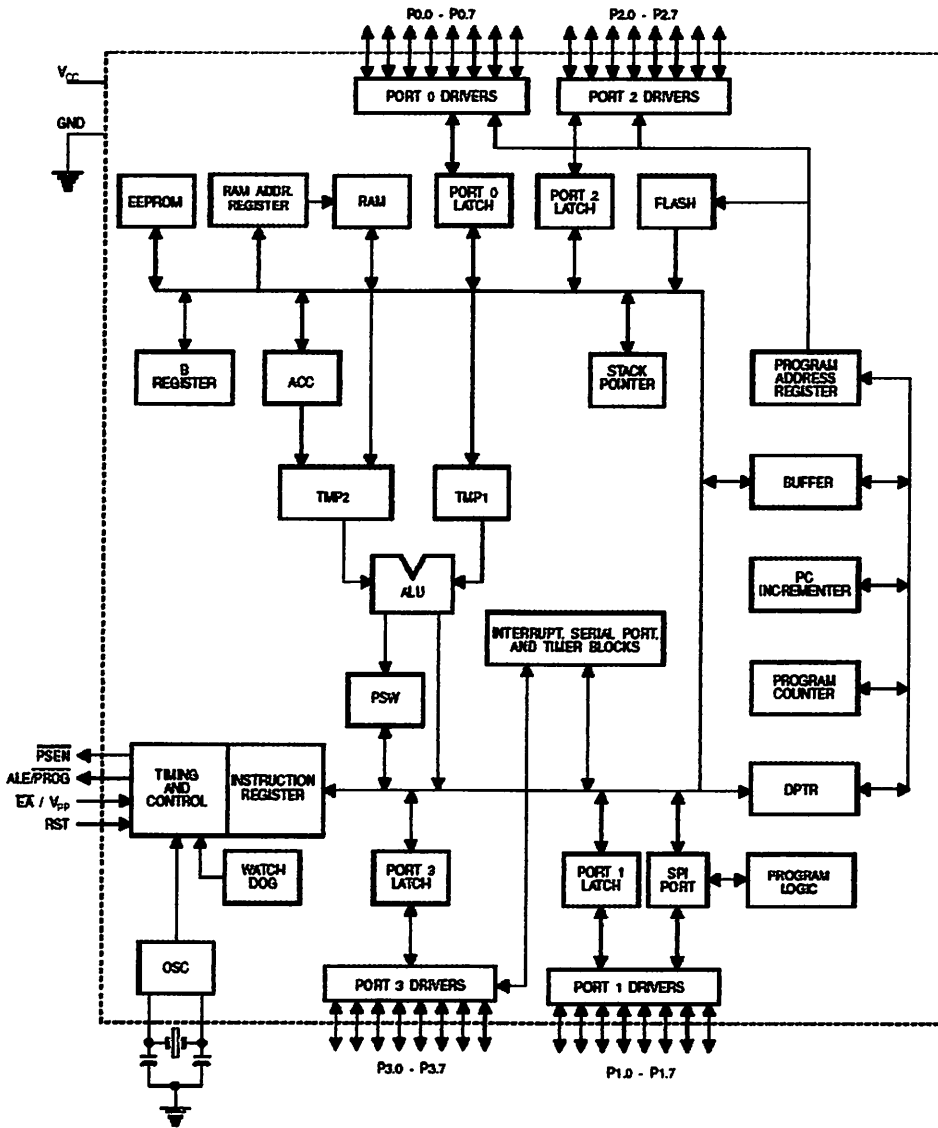 P0.0 - P0.7
P2.0 - P2.7
VCC
PORT 0 DRIVERS
PORT 2 DRIVERS
GND
EEPROM
RAM ADDR.
REGISTER
RAM
PORT 0
LATCH
PORT 2
LATCH
FLASH
B
REGISTER
ACC
STACK
POINTER
PROGRAM
ADDRESS
REGISTER
TMP2
TMP1
BUFFER
ALU
PC
INCREMENTER
INTERRUPT, SERIAL PORT,
AND TIMER BLOCKS
PROGRAM
COUNTER
PSW
PSEN
ALE/PROG
EA / VPP
RST
TIMING
AND
CONTROL
INSTRUCTION
REGISTER
DPTR
WATCH
DOG
PORT 3
LATCH
PORT 1
LATCH
SPI
PORT
PROGRAM
LOGIC
OSC
PORT 3 DRIVERS
PORT 1 DRIVERS
P3.0 - P3.7
P1.0 - P1.7